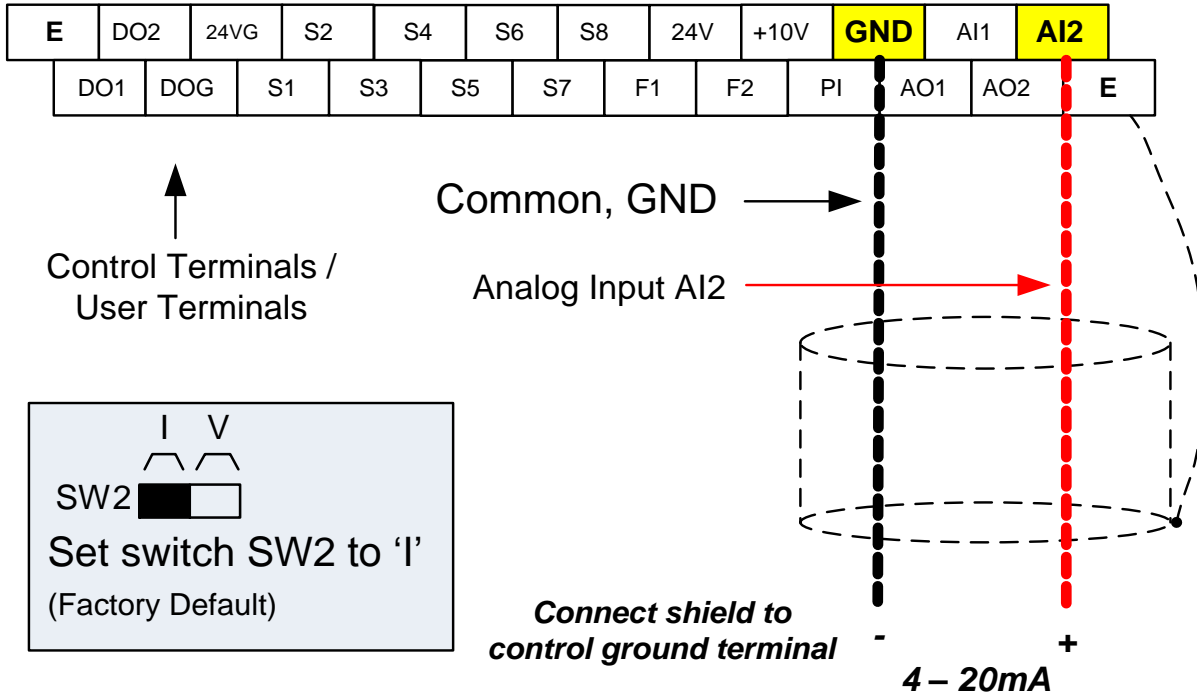 E DO2 24VG S2 S4 S6 S8 24V +10V GND AI1 AI2
DO1 DOG S1 S3 S5 S7 F1 F2 PI AO1 AO2 E
Common, GND
Control Terminals /
User Terminals
Analog Input AI2
I V
SW2
Set switch SW2 to ‘I’
(Factory Default)
Connect shield to
control ground terminal
- +
4 – 20mA